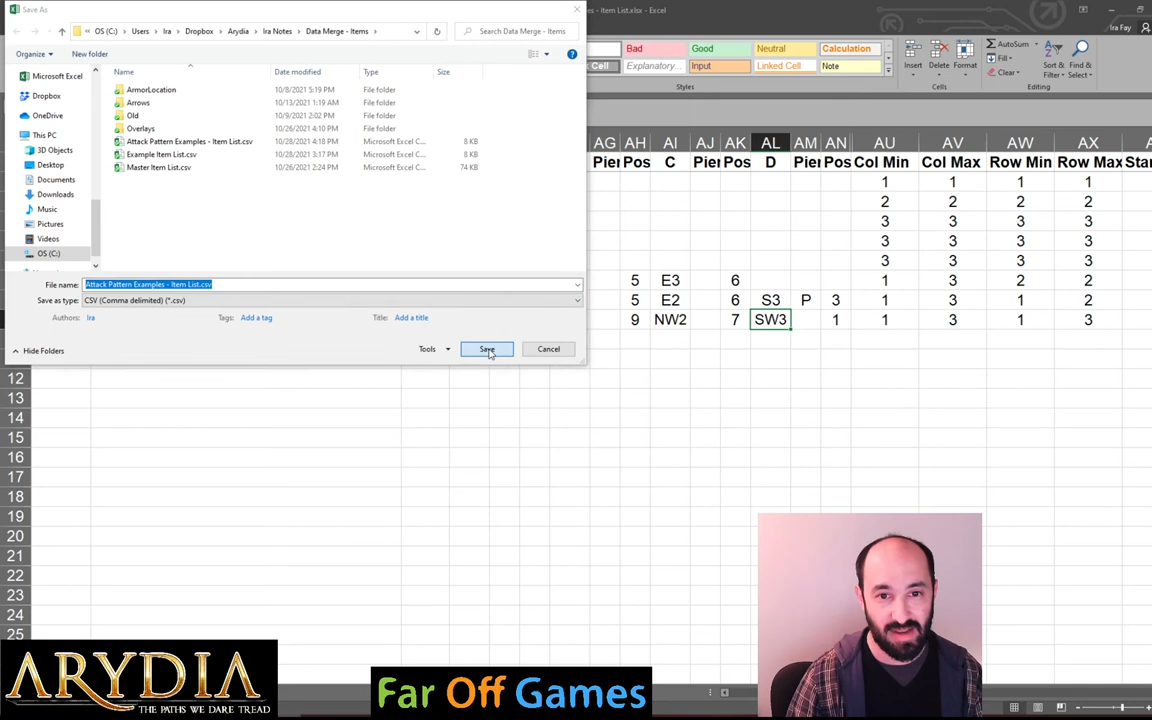 Save As
- Item List.xlsx - Excel
« OS (C:) › Users › Ira › Dropbox › Arydia › Ira Notes › Data Merge - Items ›
Search Data Merge - Items
Ira Fay
Organize
New folder
Microsoft Excel
Dropbox
OneDrive
This PC
3D Objects
Desktop
Documents
Downloads
Music
Pictures
Videos
OS (C:)
Name Date modified Type Size
ArmorLocation 10/8/2021 5:19 PM File folder
Arrows 10/13/2021 1:19 AM File folder
Old 10/9/2021 2:02 PM File folder
Overlays 10/26/2021 4:10 PM File folder
Attack Pattern Examples - Item List.csv 10/28/2021 4:18 PM Microsoft Excel C... 8 KB
Example Item List.csv 10/28/2021 3:17 PM Microsoft Excel C... 8 KB
Master Item List.csv 10/28/2021 2:24 PM Microsoft Excel C... 74 KB
File name: Attack Pattern Examples - Item List.csv
Save as type: CSV (Comma delimited) (*.csv)
Authors: Ira Tags: Add a tag Title: Add a title
Hide Folders
Tools
Save
Cancel
Bad Good Neutral Calculation
Cell Explanatory... Input Linked Cell Note
Styles
Insert Delete Format
Cells
AutoSum
Fill
Clear
Sort & Filter
Find & Select
Editing
AG AH AI AJ AK AL AM AN AU AV AW AX
Pier Pos C Pier Pos D Pier Pos Col Min Col Max Row Min Row Max Star
1 1 1 1
2 2 2 2
3 3 3 3
3 3 3 3
3 3 3 3
5 E3 6 1 3 2 2
5 E2 6 S3 P 3 1 3 1 2
9 NW2 7 SW3 1 1 3 1 3
12
13
14
15
16
17
18
19
20
21
22
23
24
25
ARYDIA
THE PATHS WE DARE TREAD
Far Off Games